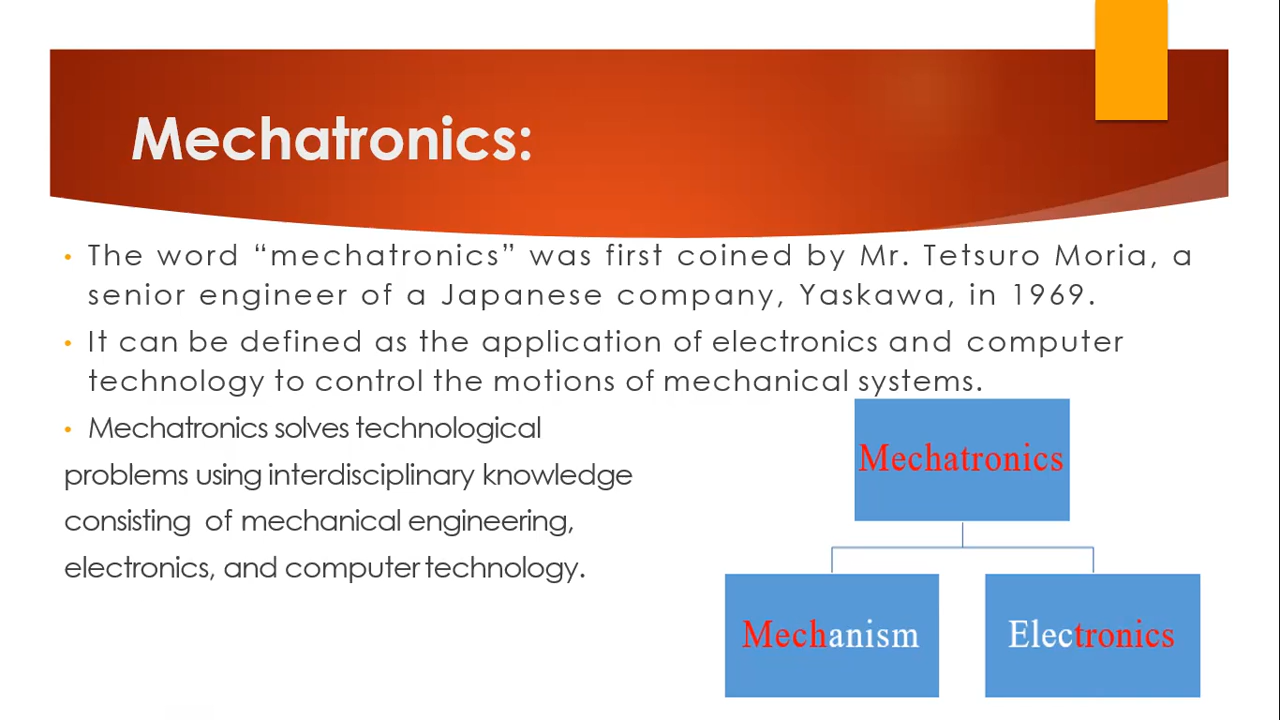 Mechatronics:
• The word “mechatronics” was first coined by Mr. Tetsuro Moria, a
senior engineer of a Japanese company, Yaskawa, in 1969.
• It can be defined as the application of electronics and computer
technology to control the motions of mechanical systems.
• Mechatronics solves technological
problems using interdisciplinary knowledge
consisting of mechanical engineering,
electronics, and computer technology.
Mechatronics
Mechanism
Electronics